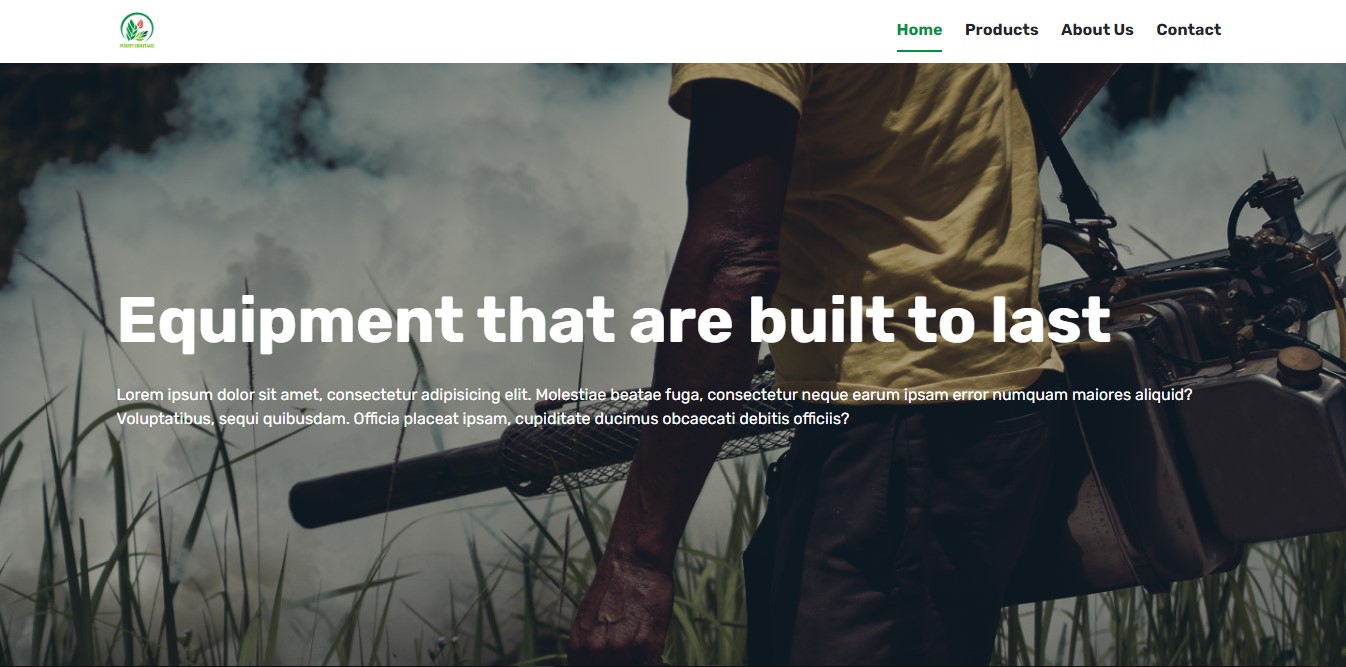 Home Products About Us Contact
Equipment that are built to last
Lorem ipsum dolor sit amet, consectetur adipisicing elit. Molestiae beatae fuga, consectetur neque earum ipsam error numquam maiores aliquid?
Voluptatibus, sequi quibusdam. Officia placeat ipsam, cupiditate ducimus obcaecati debitis officiis?